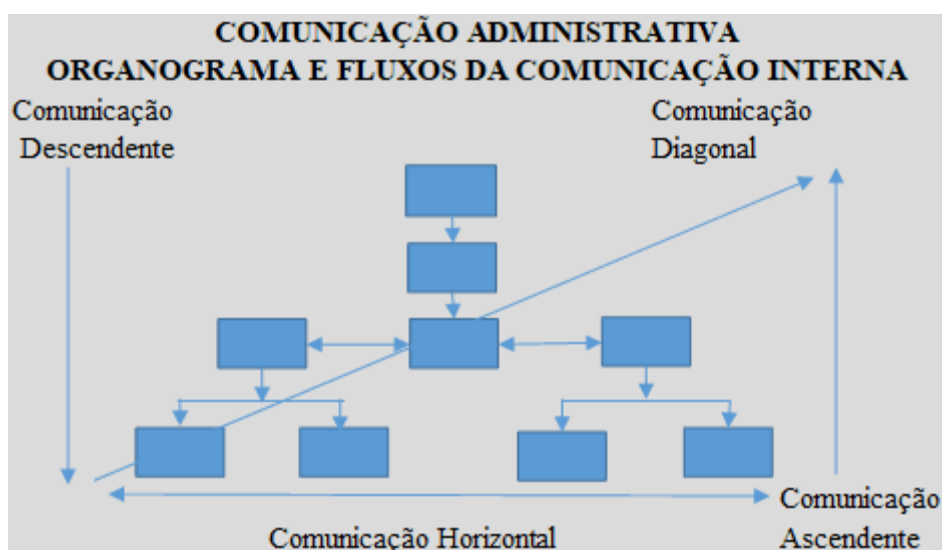 COMUNICAÇÃO ADMINISTRATIVA
ORGANOGRAMA E FLUXOS DA COMUNICAÇÃO INTERNA
Comunicação
Descendente
Comunicação
Diagonal
Comunicação Horizontal
Comunicação
Ascendente